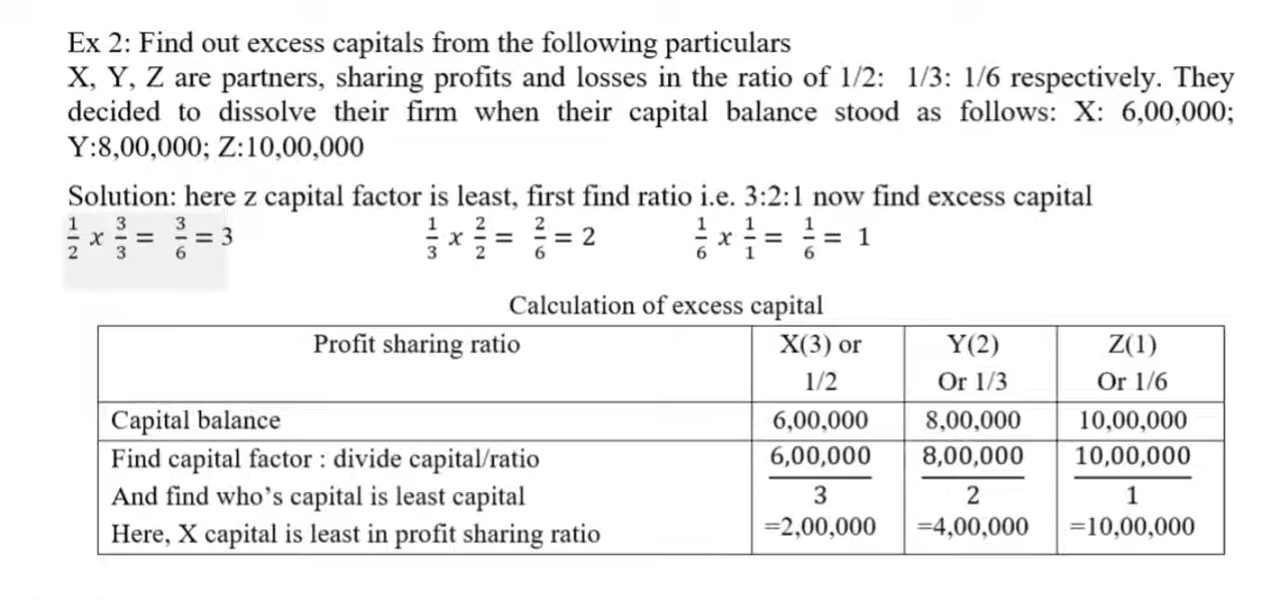 Ex 2: Find out excess capitals from the following particulars
X, Y, Z are partners, sharing profits and losses in the ratio of 1/2: 1/3: 1/6 respectively. They
decided to dissolve their firm when their capital balance stood as follows: X: 6,00,000;
Y:8,00,000; Z:10,00,000
Solution: here z capital factor is least, first find ratio i.e. 3:2:1 now find excess capital
1/2 x 3/3 = 3/6 = 3 1/3 x 2/2 = 2/6 = 2 1/6 x 1/1 = 1/6 = 1
Calculation of excess capital
Profit sharing ratio X(3) or Y(2) Z(1)
1/2 Or 1/3 Or 1/6
Capital balance 6,00,000 8,00,000 10,00,000
Find capital factor : divide capital/ratio 6,00,000 8,00,000 10,00,000
And find who's capital is least capital 3 2 1
Here, X capital is least in profit sharing ratio =2,00,000 =4,00,000 =10,00,000